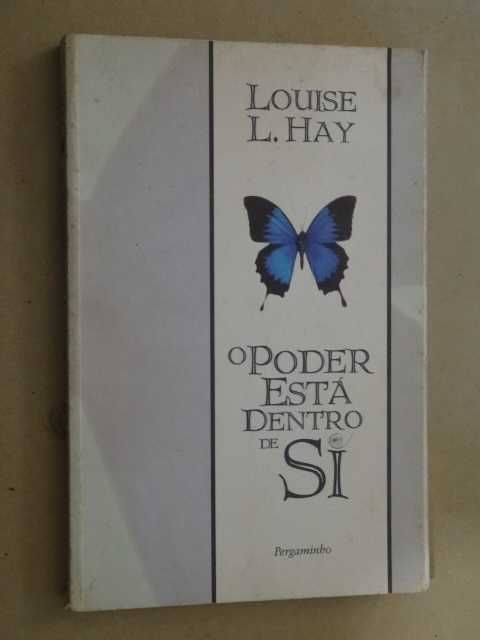 LOUISE
L. HAY
O PODER
ESTÁ
DENTRO
DE SI
Pergaminho